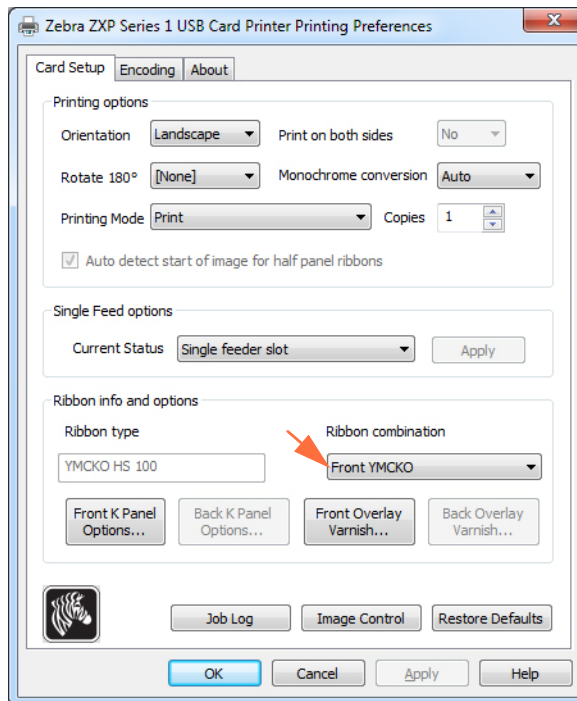 Zebra ZXP Series 1 USB Card Printer Printing Preferences
Card Setup Encoding About
Printing options
Orientation Landscape Print on both sides No
Rotate 180° [None] Monochrome conversion Auto
Printing Mode Print Copies 1
Auto detect start of image for half panel ribbons
Single Feed options
Current Status Single feeder slot Apply
Ribbon info and options
Ribbon type Ribbon combination
YMCKO HS 100 Front YMCKO
Front K Panel Back K Panel Front Overlay Back Overlay
Options... Options... Varnish... Varnish...
Job Log Image Control Restore Defaults
OK Cancel Apply Help